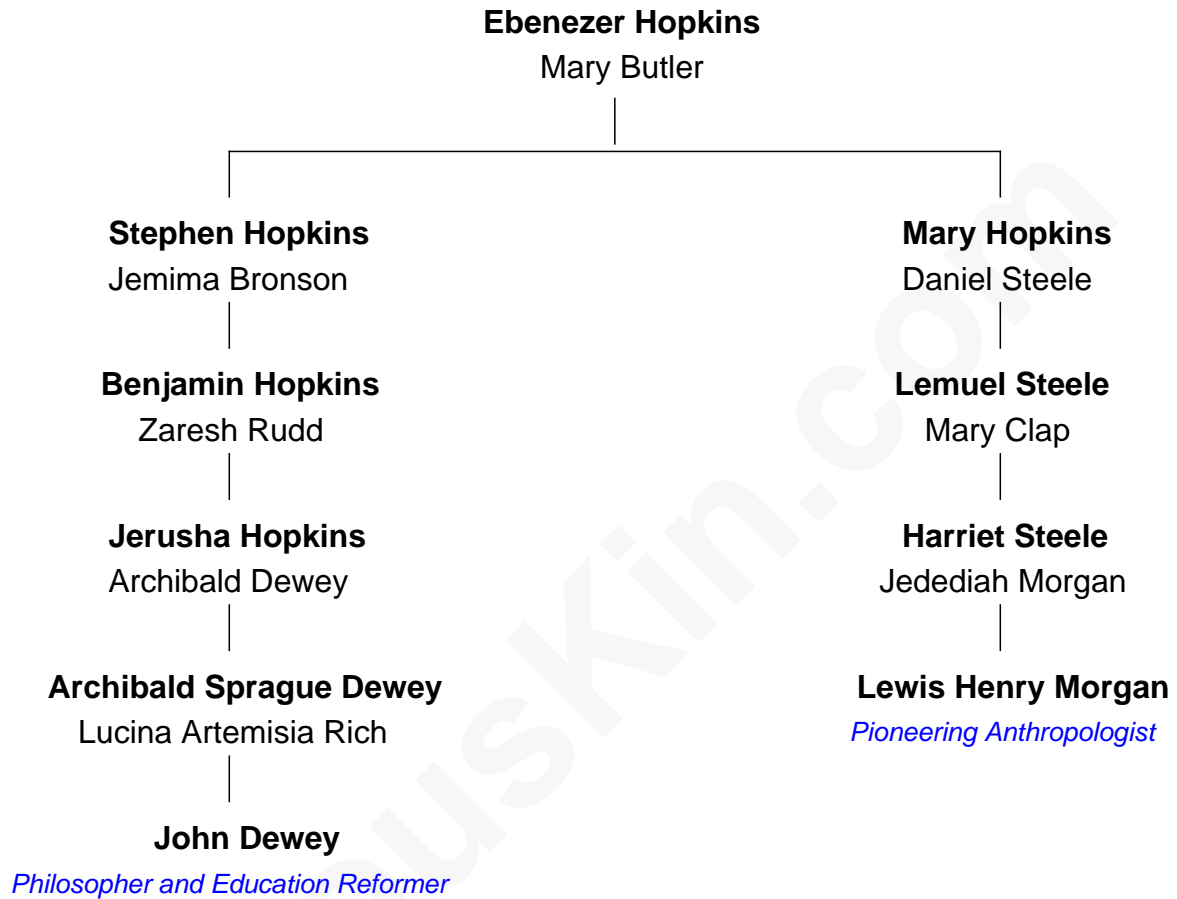 Ebenezer Hopkins
Mary Butler
Stephen Hopkins
Jemima Bronson
Mary Hopkins
Daniel Steele
Benjamin Hopkins
Zaresh Rudd
Lemuel Steele
Mary Clap
Jerusha Hopkins
Archibald Dewey
Harriet Steele
Jedediah Morgan
Archibald Sprague Dewey
Lucina Artemisia Rich
Lewis Henry Morgan
Pioneering Anthropologist
John Dewey
Philosopher and Education Reformer
ousKin.com